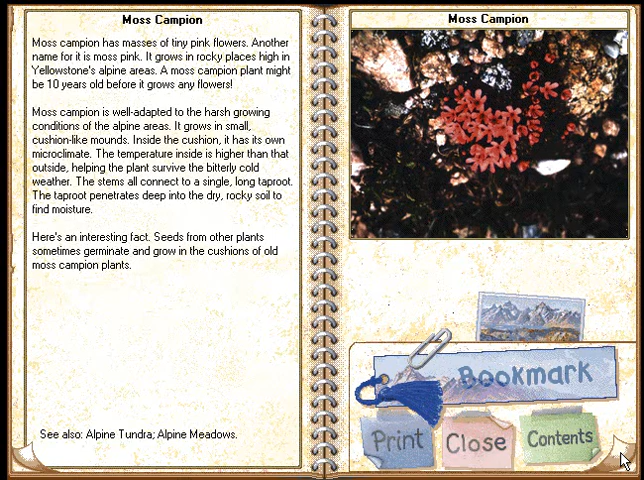 Moss Campion
Moss campion has masses of tiny pink flowers. Another
name for it is moss pink. It grows in rocky places high in
Yellowstone's alpine areas. A moss campion plant might
be 10 years old before it grows any flowers!
Moss campion is well-adapted to the harsh growing
conditions of the alpine areas. It grows in small,
cushion-like mounds. Inside the cushion, it has its own
microclimate. The temperature inside is higher than that
outside, helping the plant survive the bitterly cold
weather. The stems all connect to a single, long taproot.
The taproot penetrates deep into the dry, rocky soil to
find moisture.
Here's an interesting fact. Seeds from other plants
sometimes germinate and grow in the cushions of old
moss campion plants.
See also: Alpine Tundra; Alpine Meadows.
Moss Campion
Bookmark
Print
Close
Contents